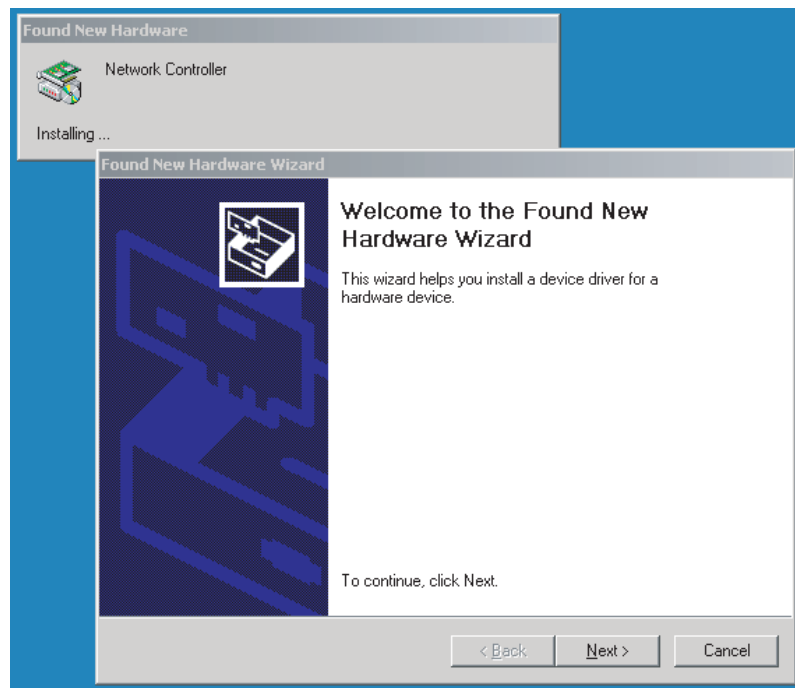 Found New Hardware
Network Controller
Installing ...
Found New Hardware Wizard
Welcome to the Found New
Hardware Wizard
This wizard helps you install a device driver for a
hardware device.
To continue, click Next.
< Back
Next >
Cancel